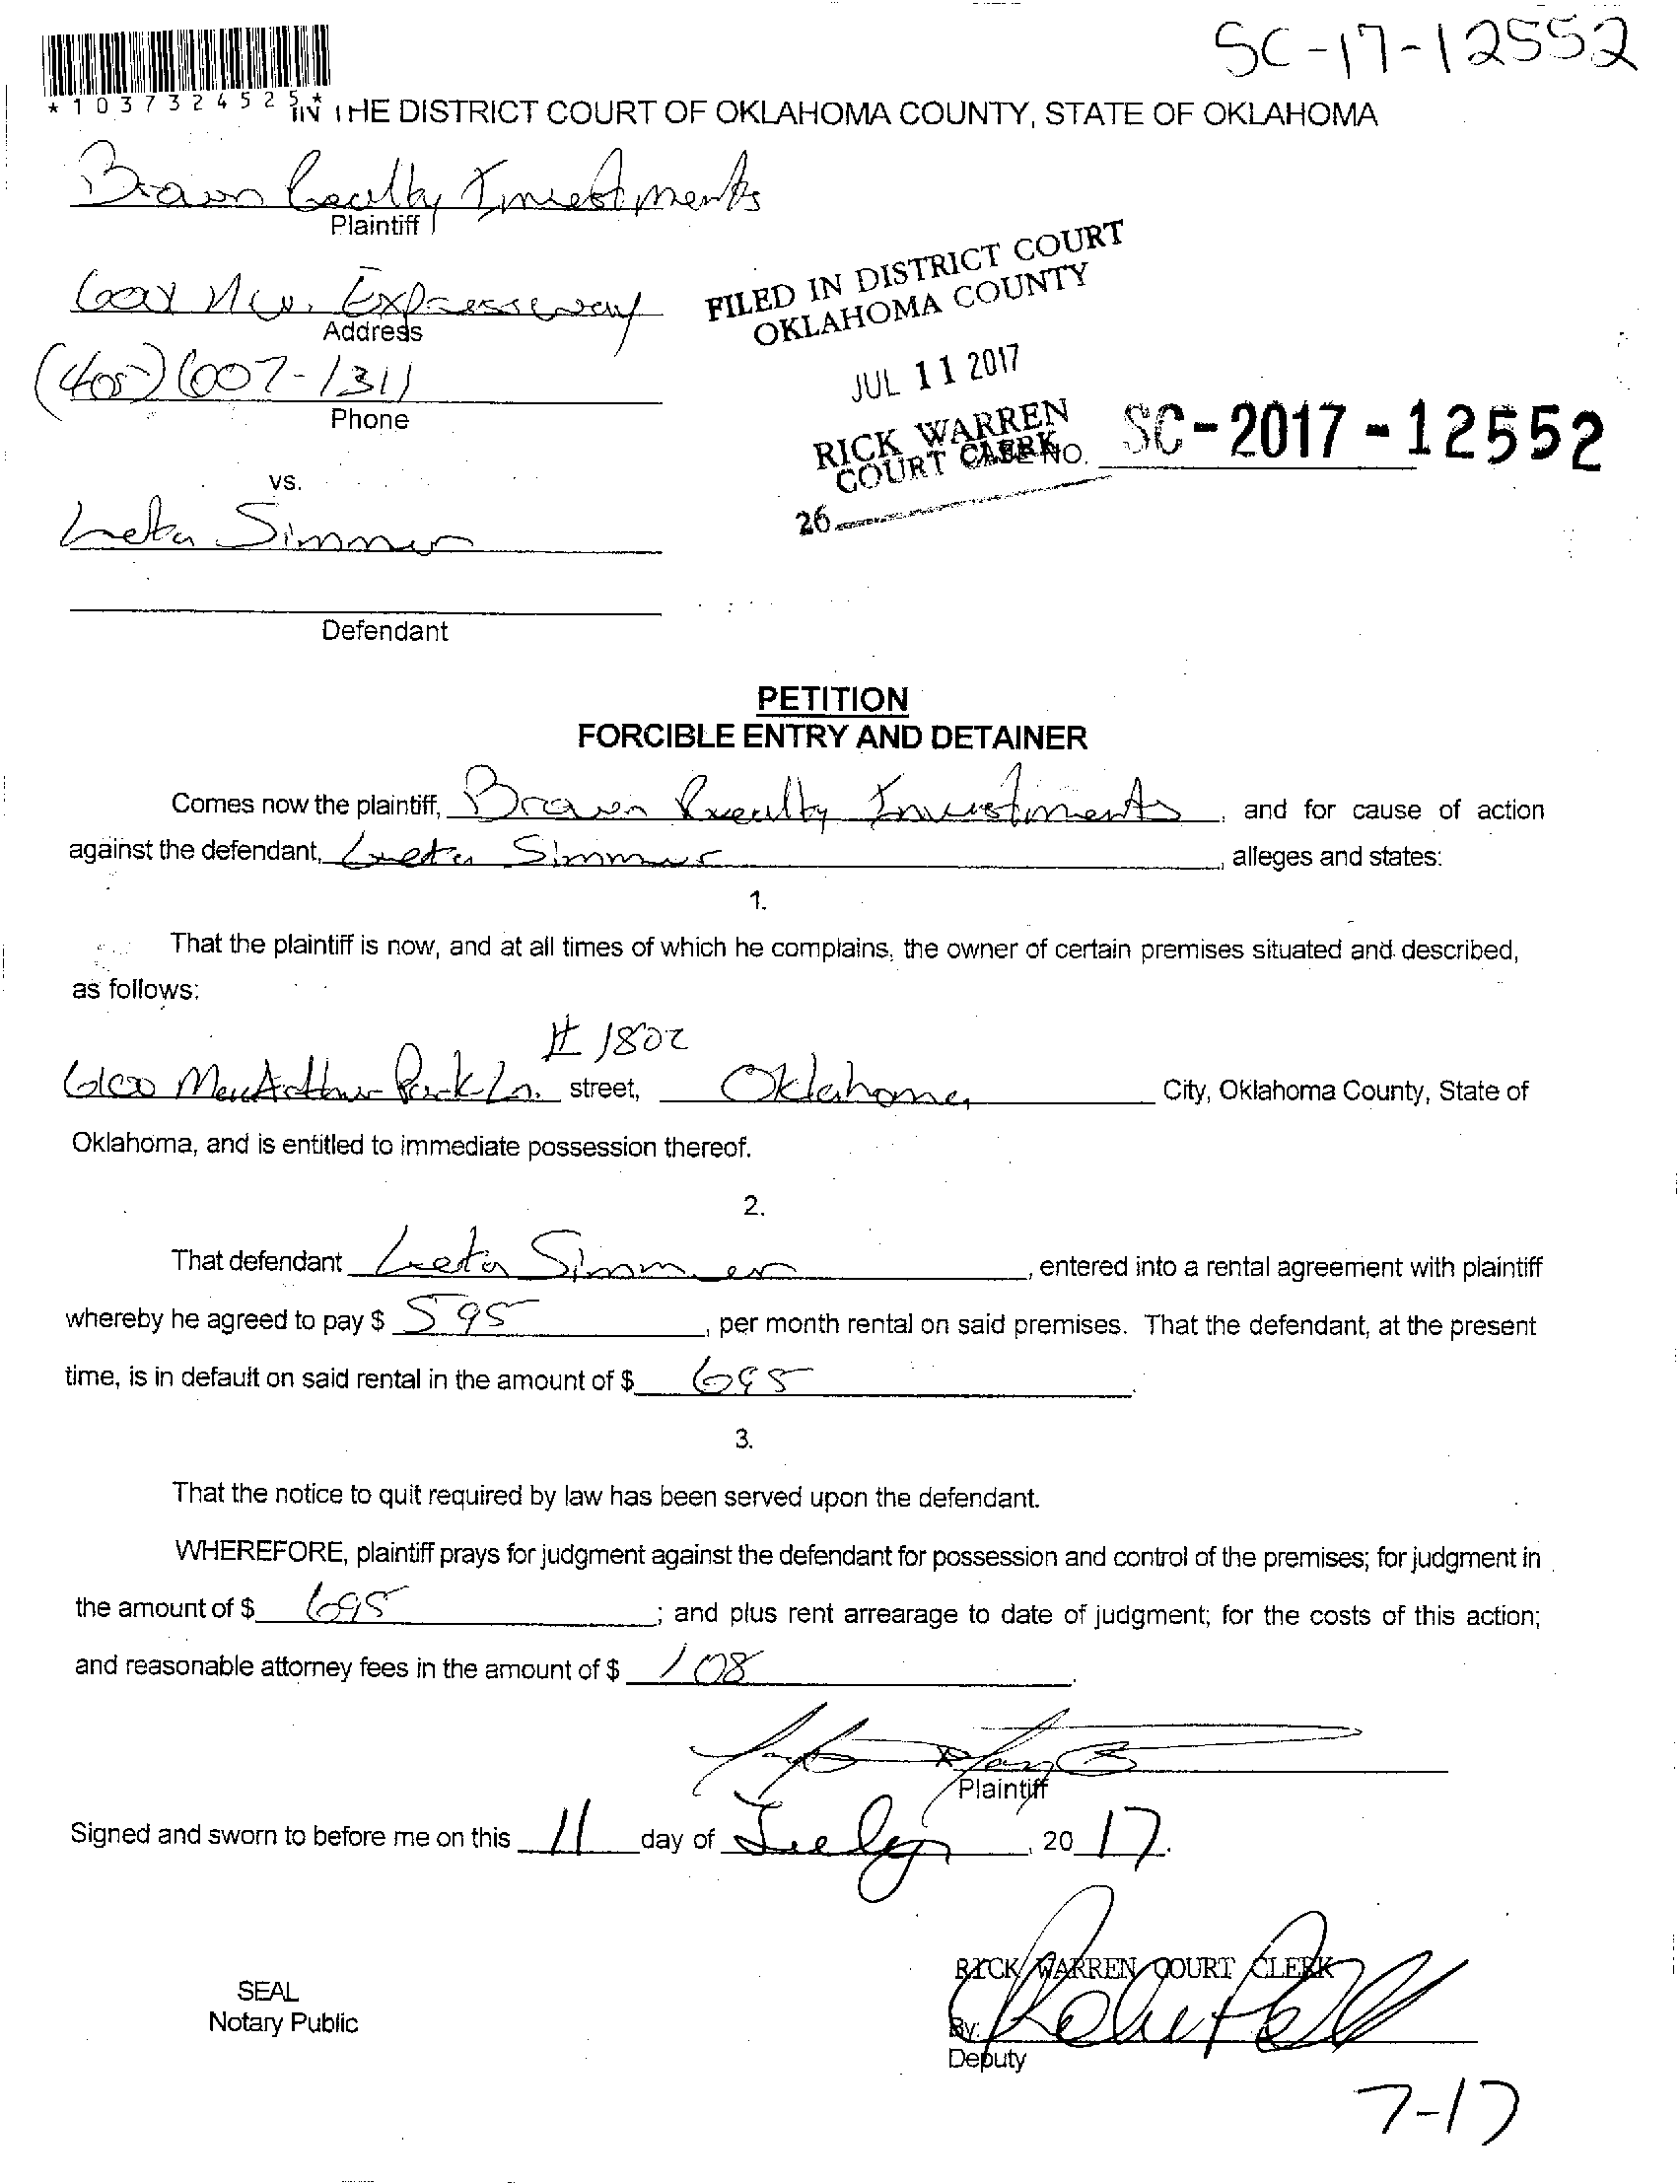 SC-17-12552
*1037324525*
IN THE DISTRICT COURT OF OKLAHOMA COUNTY, STATE OF OKLAHOMA
Investments
Plaintiff
N.W. Expressway
Address
(405) 607-1311
Phone
FILED IN DISTRICT COURT
OKLAHOMA COUNTY
JUL 11 2017
RICK WARREN
COURT CLERK
CASE NO. SC-2017-12552
26
vs.
Leta Simmer
Defendant
PETITION
FORCIBLE ENTRY AND DETAINER
Comes now the plaintiff, Investments, and for cause of action
against the defendant, Leta Simmer, alleges and states:
1.
That the plaintiff is now, and at all times of which he complains, the owner of certain premises situated and described,
as follows:
# 1802
MacArthur Park Ln. street, Oklahoma City, Oklahoma County, State of
Oklahoma, and is entitled to immediate possession thereof.
2.
That defendant Leta Simmer, entered into a rental agreement with plaintiff
whereby he agreed to pay $ 595, per month rental on said premises. That the defendant, at the present
time, is in default on said rental in the amount of $ 695.
3.
That the notice to quit required by law has been served upon the defendant.
WHEREFORE, plaintiff prays for judgment against the defendant for possession and control of the premises; for judgment in
the amount of $ 695; and plus rent arrearage to date of judgment; for the costs of this action;
and reasonable attorney fees in the amount of $ 108.
Plaintiff
Signed and sworn to before me on this 11 day of July, 2017.
RICK WARREN COURT CLERK
SEAL
Notary Public
By:
Deputy
7-17